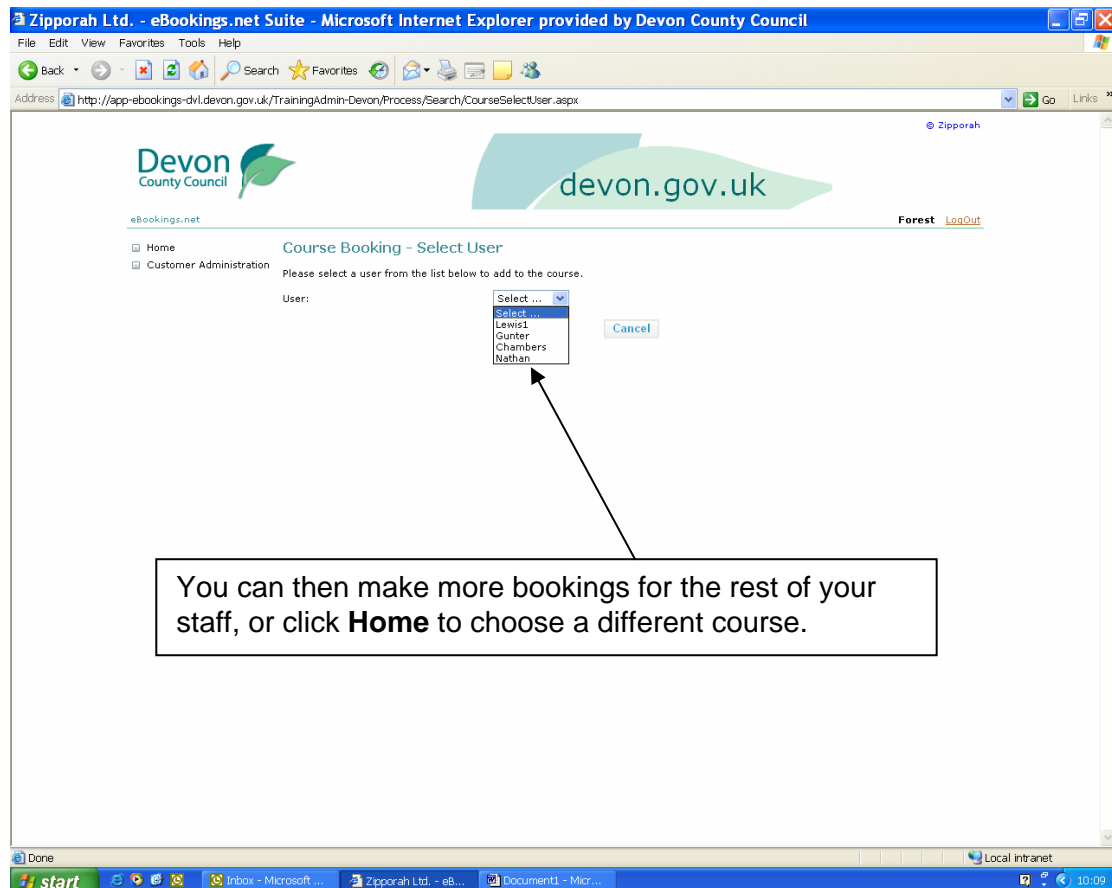 Zipporah Ltd. - eBookings.net Suite - Microsoft Internet Explorer provided by Devon County Council
File Edit View Favorites Tools Help
Back Search Favorites
Address http://app-ebookings-dvl.devon.gov.uk/TrainingAdmin-Devon/Process/Search/CourseSelectUser.aspx Go Links »
© Zipporah
Devon
County Council
devon.gov.uk
eBookings.net Forest LogOut
Home
Customer Administration
Course Booking - Select User
Please select a user from the list below to add to the course.
User: Select ...
Select ...
Lewis1
Gunter
Chambers
Nathan
Cancel
You can then make more bookings for the rest of your
staff, or click Home to choose a different course.
Done Local intranet
start Inbox - Microsoft ... Zipporah Ltd. - eB... Document1 - Micr... 10:09